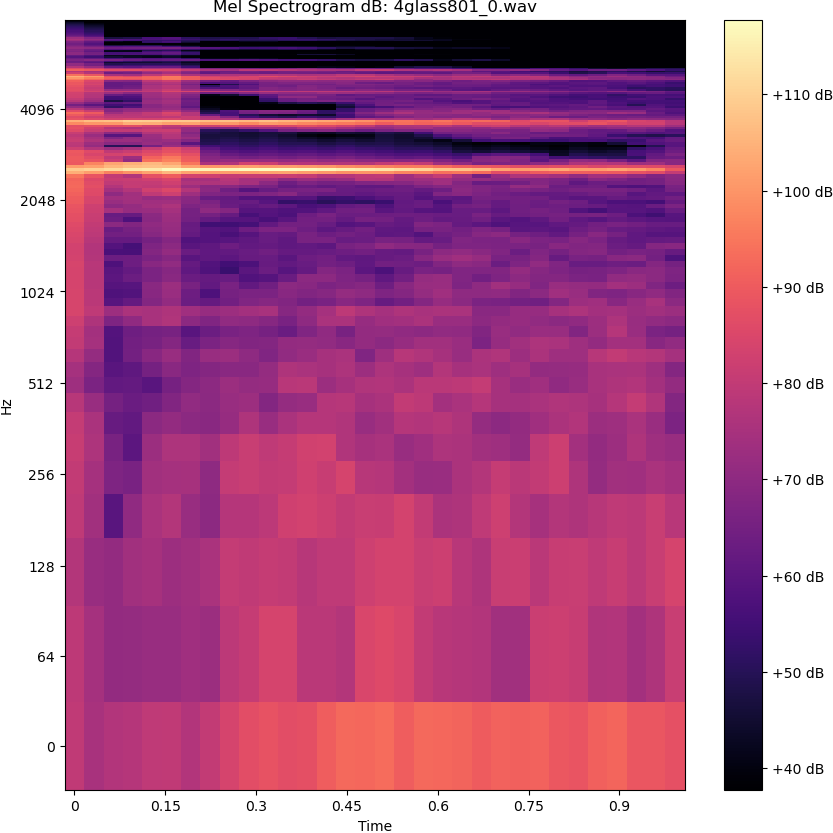 Mel Spectrogram dB: 4glass801_0.wav
4096
2048
1024
512
256
128
64
0
Hz
0 0.15 0.3 0.45 0.6 0.75 0.9
Time
+110 dB
+100 dB
+90 dB
+80 dB
+70 dB
+60 dB
+50 dB
+40 dB